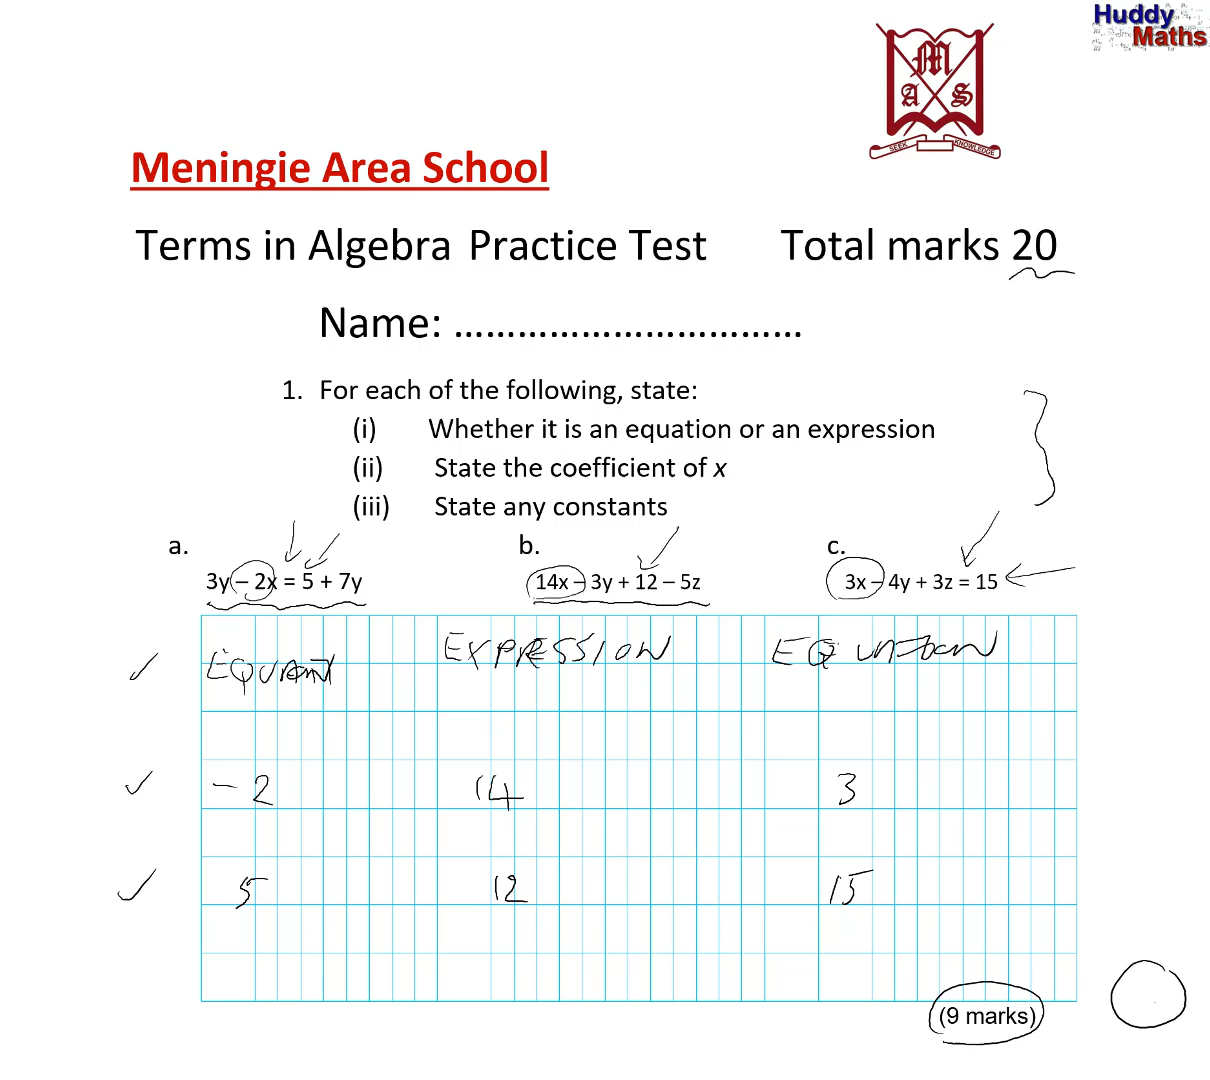 Huddy
Maths
M
A S
SEEK KNOWLEDGE
Meningie Area School
Terms in Algebra Practice Test Total marks 20
Name: ....................................
1. For each of the following, state:
(i) Whether it is an equation or an expression
(ii) State the coefficient of x
(iii) State any constants
a. b. c.
3y – 2x = 5 + 7y 14x – 3y + 12 – 5z 3x – 4y + 3z = 15
EXPRESSION EQUATION
-2 14 3
5 12 15
(9 marks)